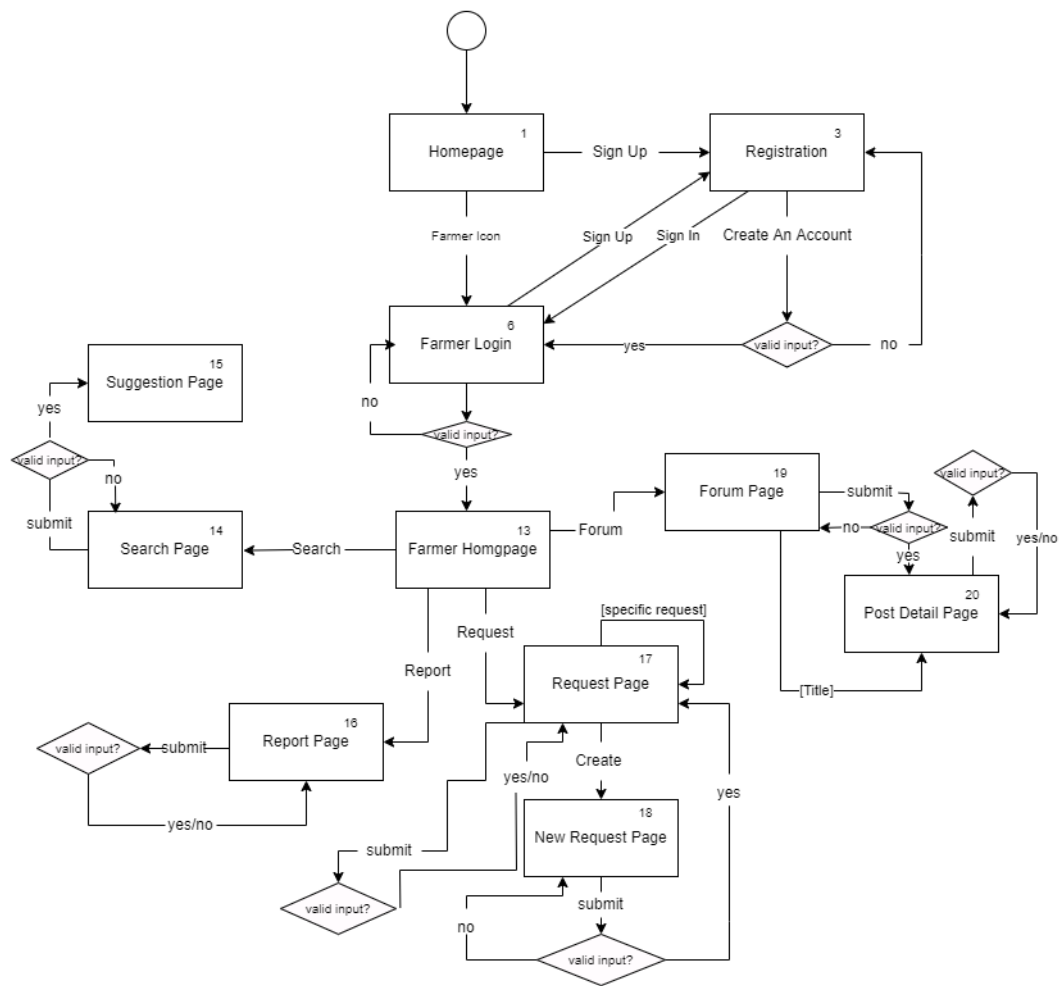 1
Homepage
Sign Up
3
Registration
Farmer Icon
Sign Up
Sign In
Create An Account
6
Farmer Login
yes
valid input?
no
15
Suggestion Page
no
valid input?
yes
yes
valid input?
no
submit
14
Search Page
Search
13
Farmer Homgpage
Forum
19
Forum Page
submit
no
valid input?
yes
valid input?
submit
yes/no
20
Post Detail Page
[Title]
Request
Report
[specific request]
17
Request Page
16
Report Page
submit
valid input?
yes/no
Create
yes/no
yes
18
New Request Page
submit
valid input?
submit
no
valid input?